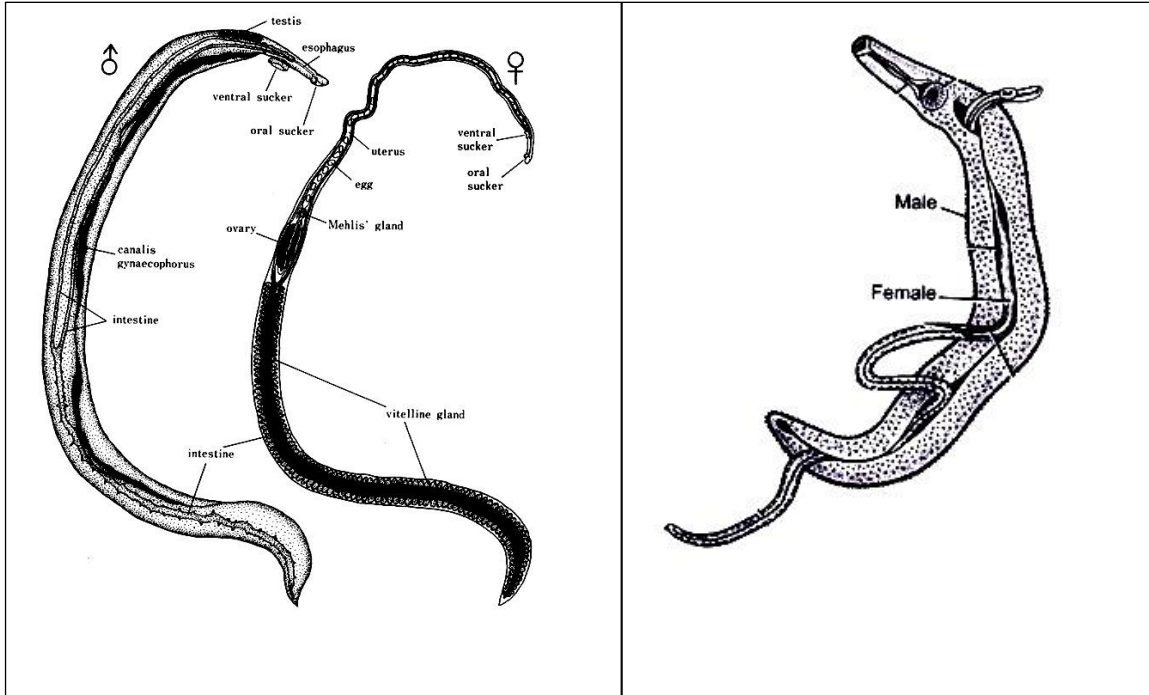 testis
esophagus
ventral sucker
oral sucker
ventral
sucker
uterus
oral
sucker
egg
Mehlis' gland
ovary
canalis
gynaecophorus
intestine
vitelline gland
intestine
Male
Female